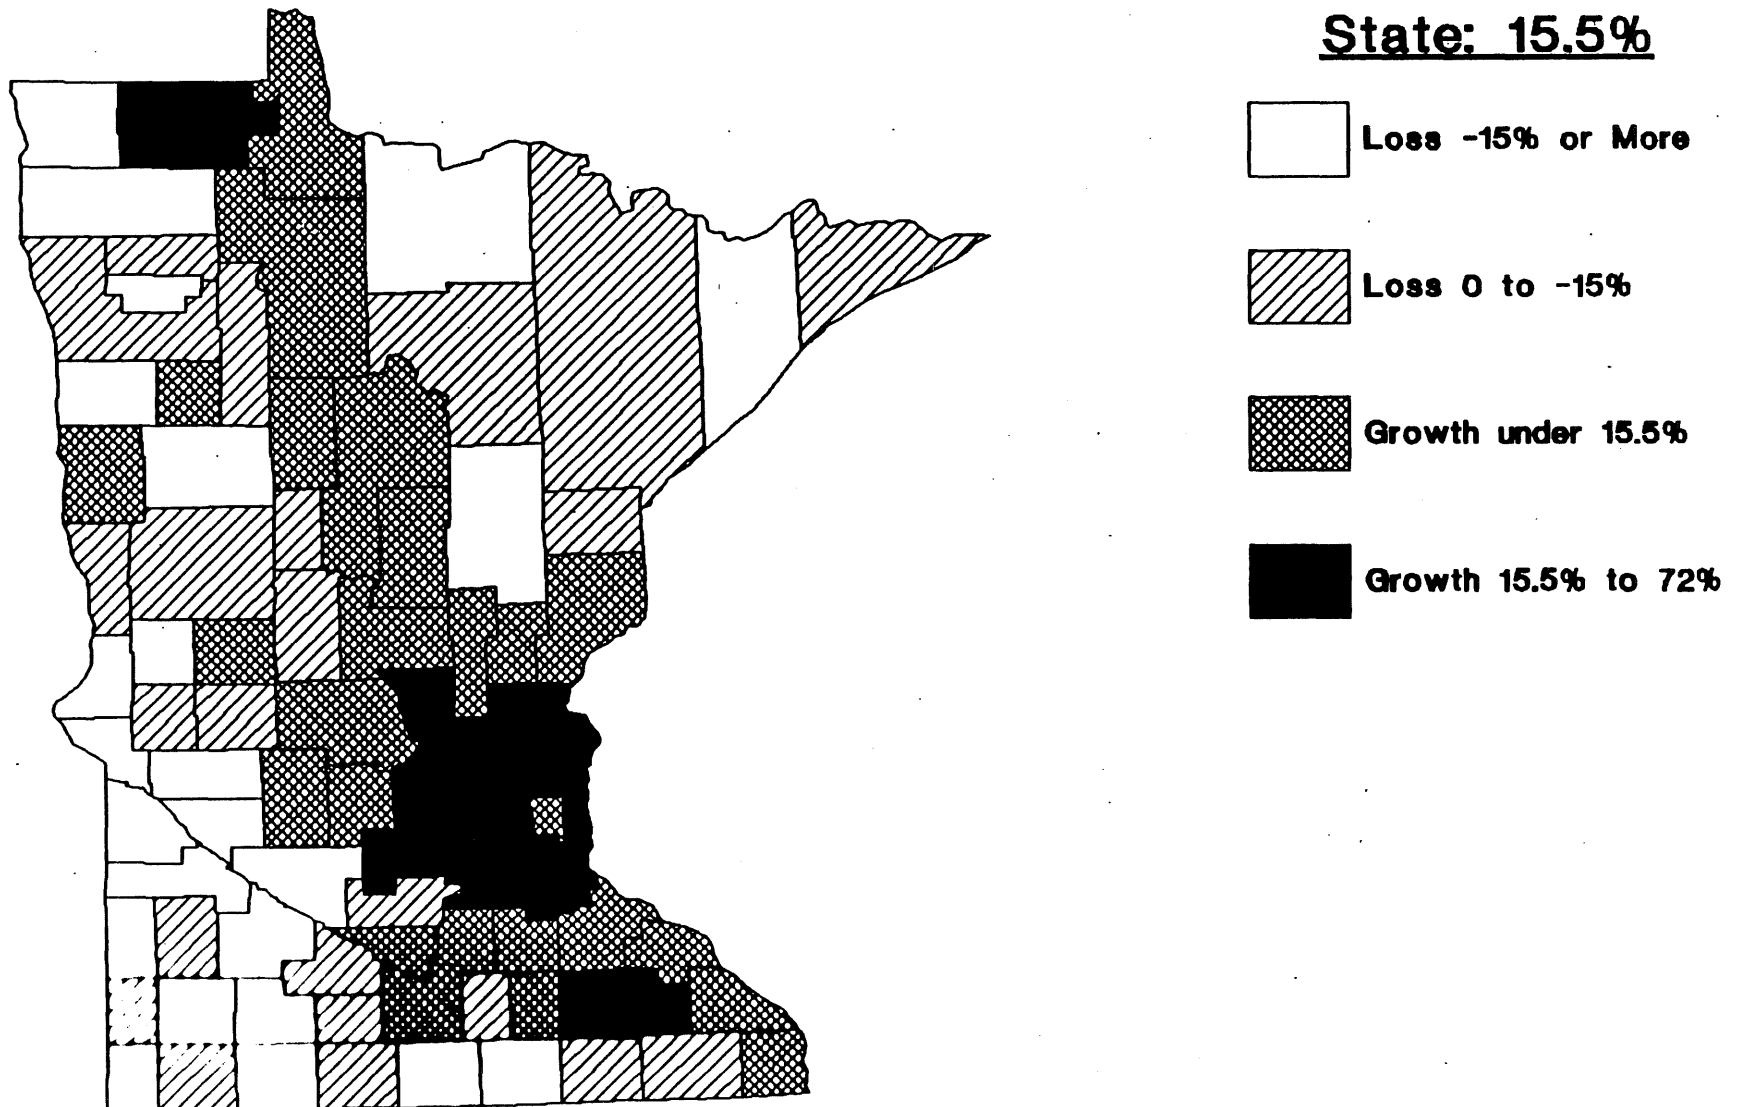 State: 15.5%
Loss -15% or More
Loss 0 to -15%
Growth under 15.5%
Growth 15.5% to 72%